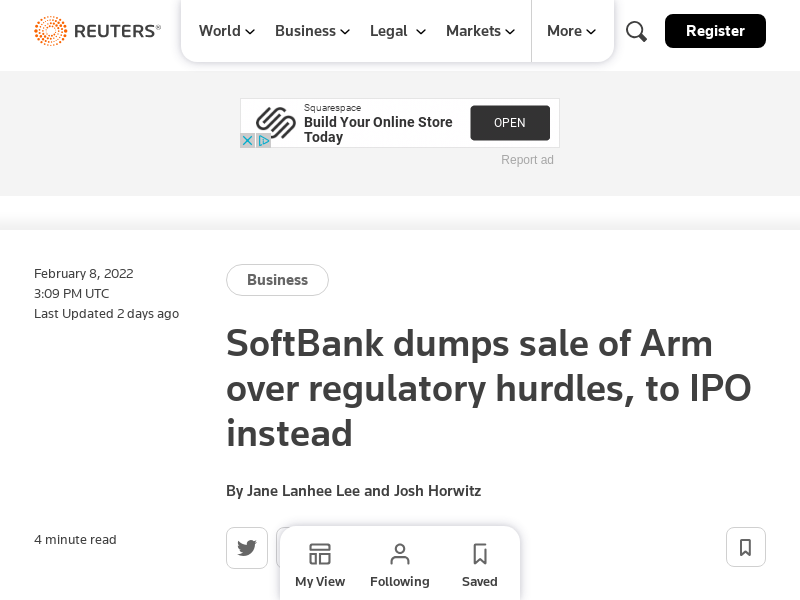 REUTERS®
World
Business
Legal
Markets
More
Register
Squarespace
Build Your Online Store
Today
OPEN
Report ad
February 8, 2022
3:09 PM UTC
Last Updated 2 days ago
Business
SoftBank dumps sale of Arm
over regulatory hurdles, to IPO
instead
By Jane Lanhee Lee and Josh Horwitz
4 minute read
My View
Following
Saved